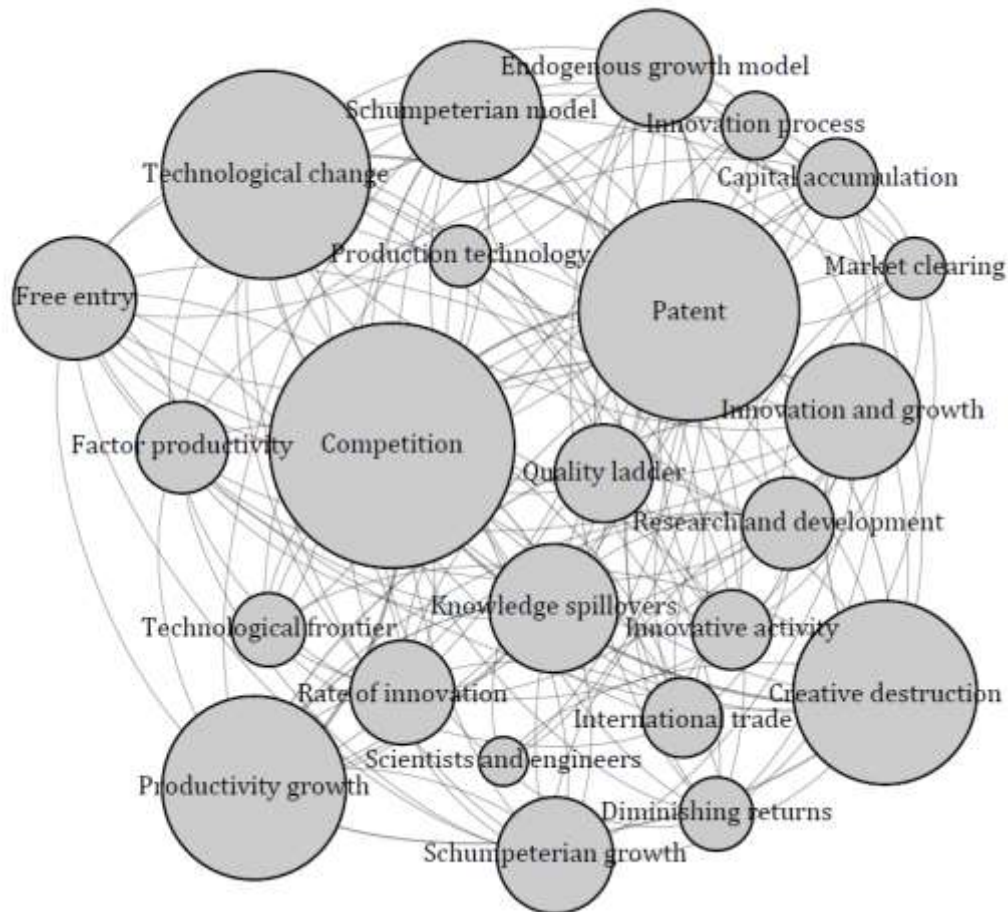 Endogenous growth model
Schumpeterian model
Innovation process
Technological change
Capital accumulation
Production technology
Market clearing
Free entry
Patent
Innovation and growth
Factor productivity
Competition
Quality ladder
Research and development
Knowledge spillovers
Technological frontier
Innovative activity
Rate of innovation
Creative destruction
International trade
Scientists and engineers
Productivity growth
Diminishing returns
Schumpeterian growth